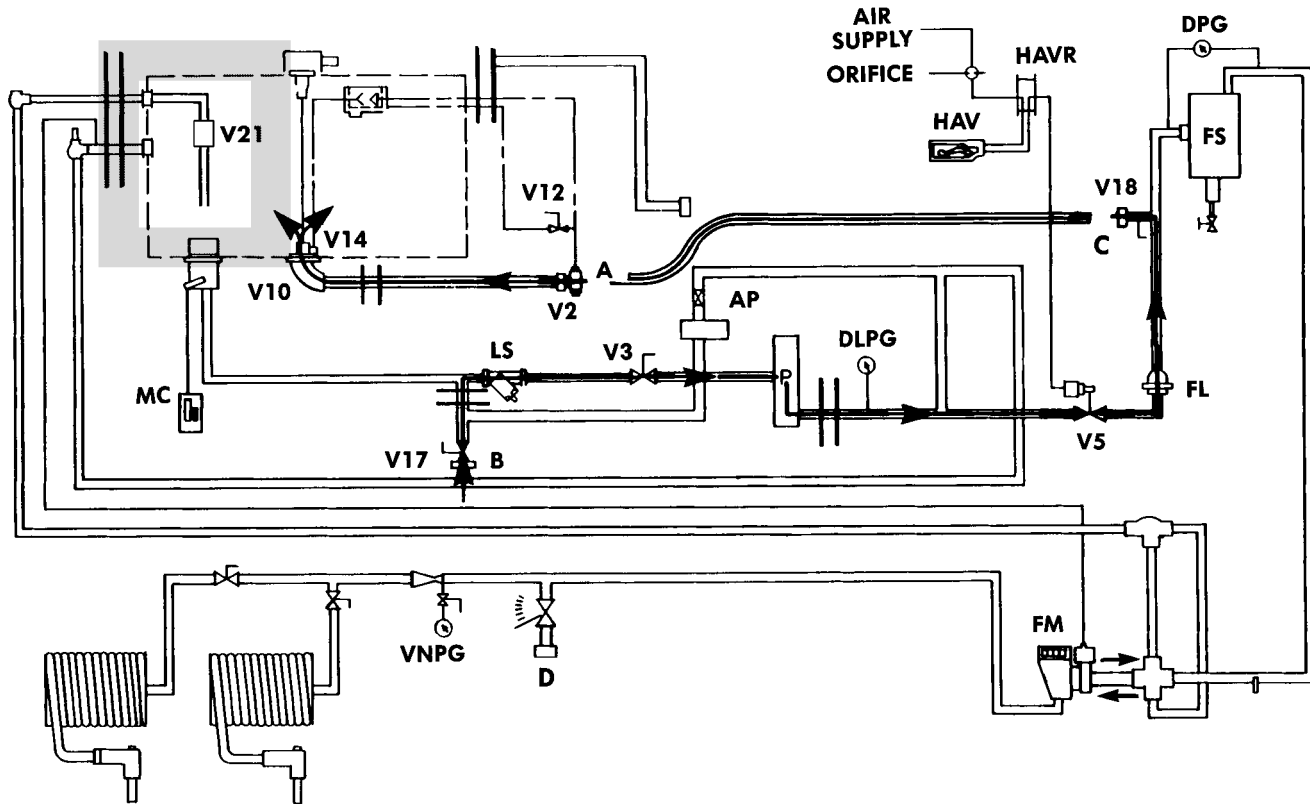 AIR
SUPPLY
ORIFICE
HAVR
DPG
HAV
FS
V21
V12
V18
C
V14
A
V10
V2
AP
LS
V3
DLPG
P
MC
FL
V17
B
V5
VNPG
D
FM